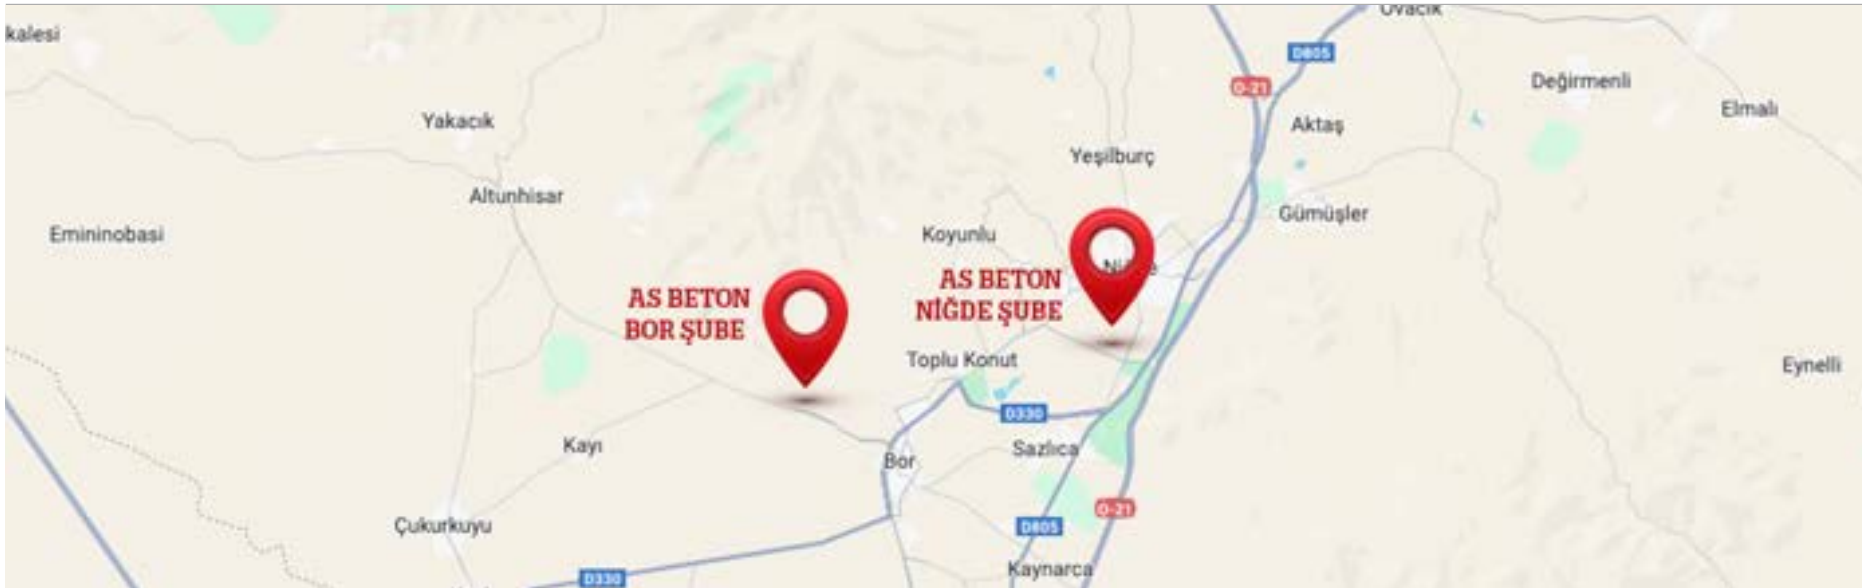 Ovacık
kalesi
D805
Değirmenli
O-21
Elmalı
Yakacık
Aktaş
Yeşilburç
Altunhisar
Gümüşler
Emininobasi
Koyunlu
AS BETON
NİĞDE ŞUBE
AS BETON
BOR ŞUBE
Toplu Konut
Eynelli
D330
Kayı
Sazlıca
Bor
O-21
Çukurkuyu
D805
Kaynarca
D330